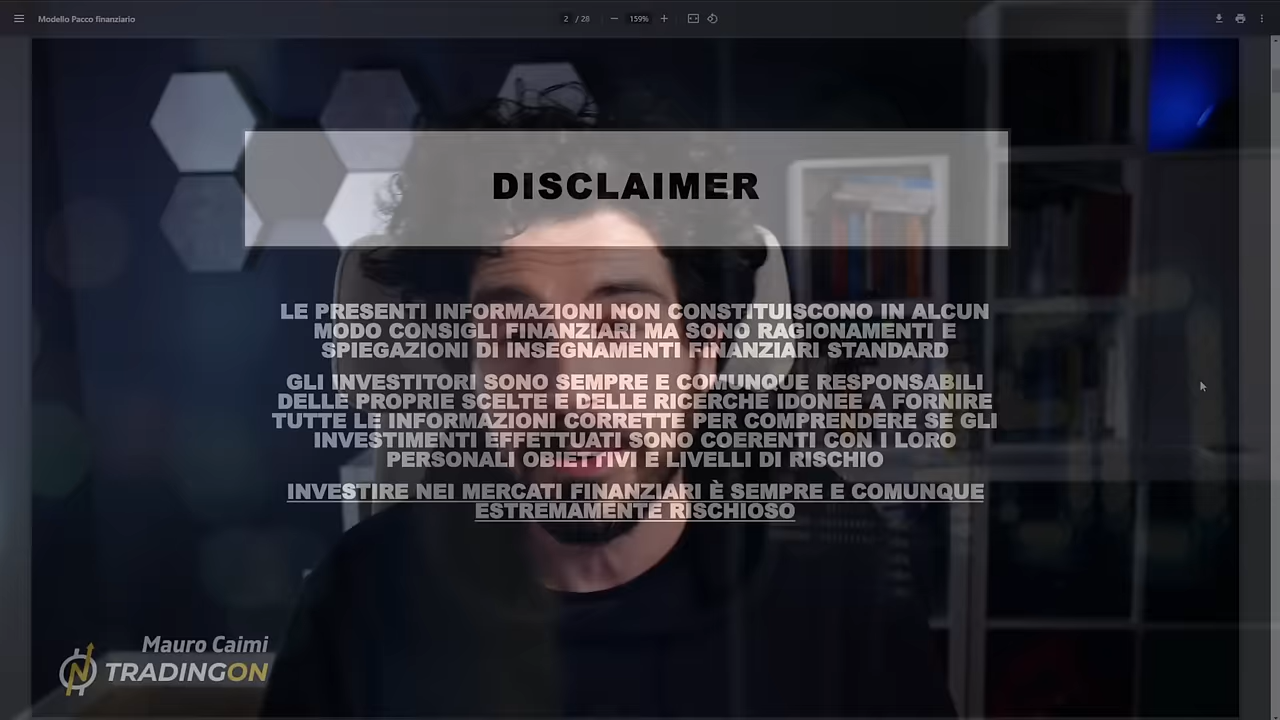 Modello Pacco finanziario
2 / 28
159%
DISCLAIMER
LE PRESENTI INFORMAZIONI NON CONSTITUISCONO IN ALCUN
MODO CONSIGLI FINANZIARI MA SONO RAGIONAMENTI E
SPIEGAZIONI DI INSEGNAMENTI FINANZIARI STANDARD
GLI INVESTITORI SONO SEMPRE E COMUNQUE RESPONSABILI
DELLE PROPRIE SCELTE E DELLE RICERCHE IDONEE A FORNIRE
TUTTE LE INFORMAZIONI CORRETTE PER COMPRENDERE SE GLI
INVESTIMENTI EFFETTUATI SONO COERENTI CON I LORO
PERSONALI OBIETTIVI E LIVELLI DI RISCHIO
INVESTIRE NEI MERCATI FINANZIARI È SEMPRE E COMUNQUE
ESTREMAMENTE RISCHIOSO
Mauro Caimi
TRADINGON